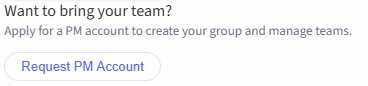 Want to bring your team?
Apply for a PM account to create your group and manage teams.
Request PM Account